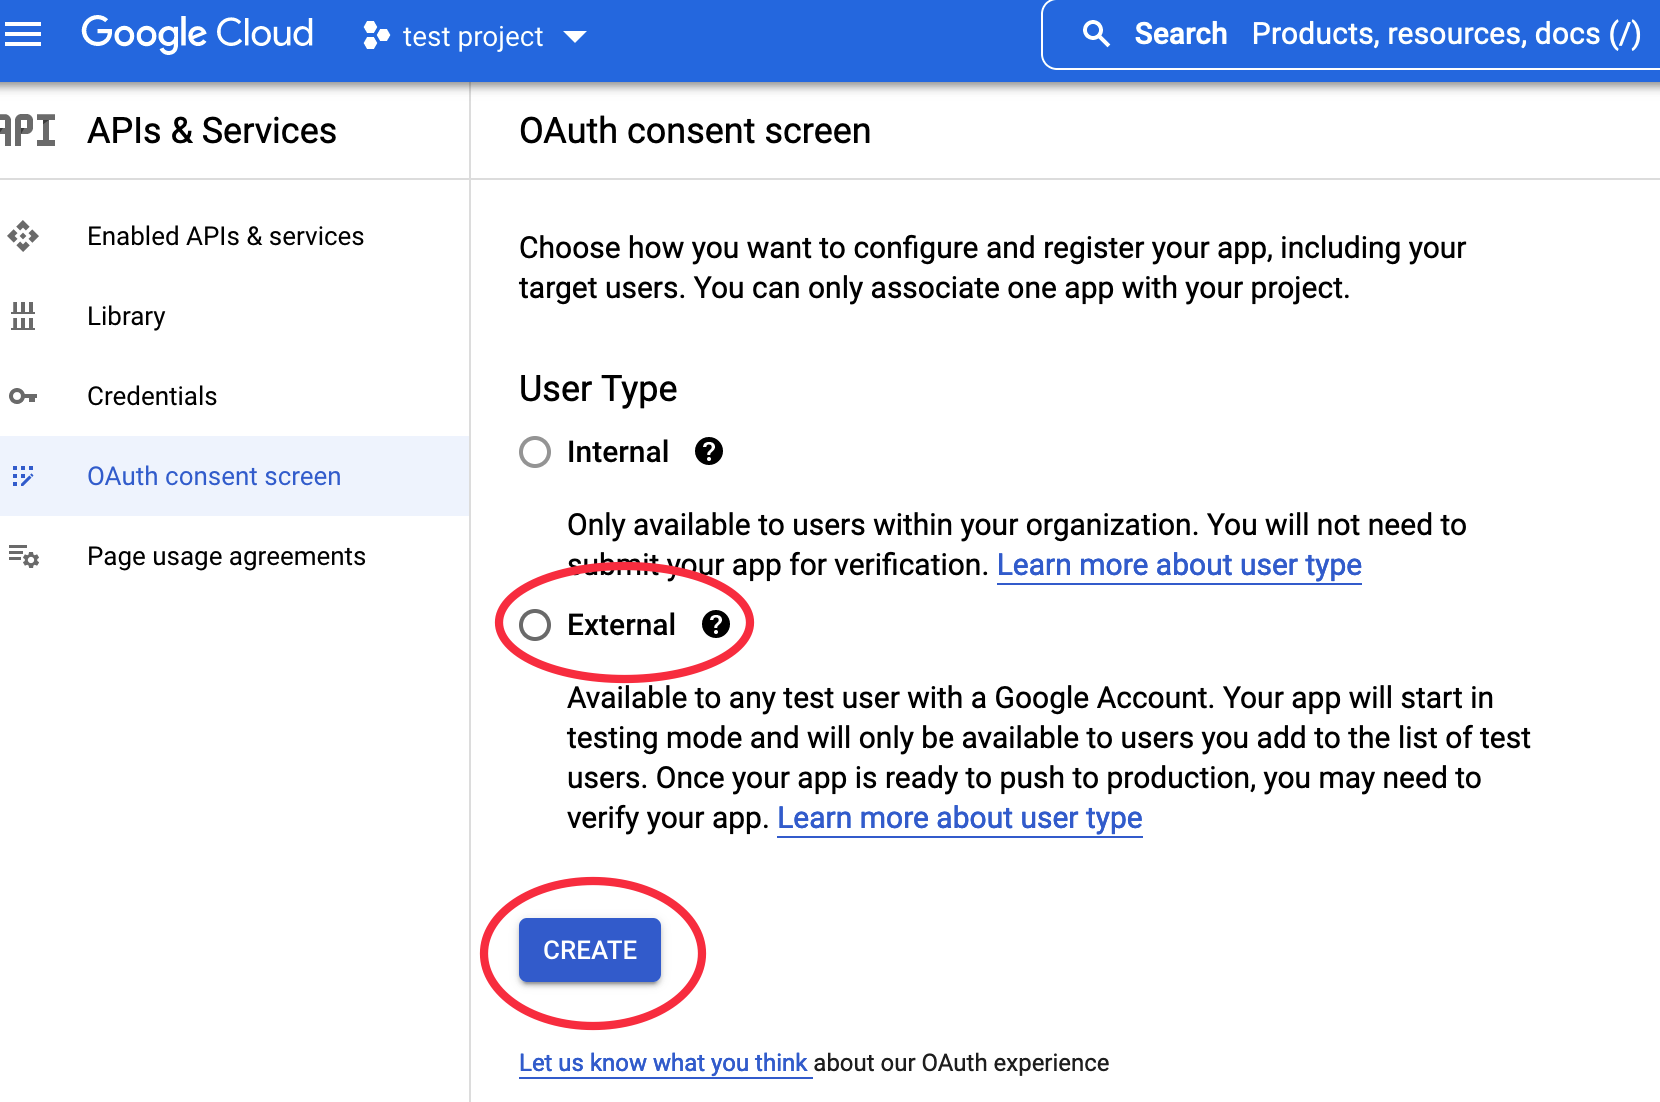 Google Cloud
test project
Search Products, resources, docs (/)
API
APIs & Services
OAuth consent screen
Enabled APIs & services
Library
Credentials
OAuth consent screen
Page usage agreements
Choose how you want to configure and register your app, including your
target users. You can only associate one app with your project.
User Type
Internal ?
Only available to users within your organization. You will not need to
submit your app for verification. Learn more about user type
External ?
Available to any test user with a Google Account. Your app will start in
testing mode and will only be available to users you add to the list of test
users. Once your app is ready to push to production, you may need to
verify your app. Learn more about user type
CREATE
Let us know what you think about our OAuth experience